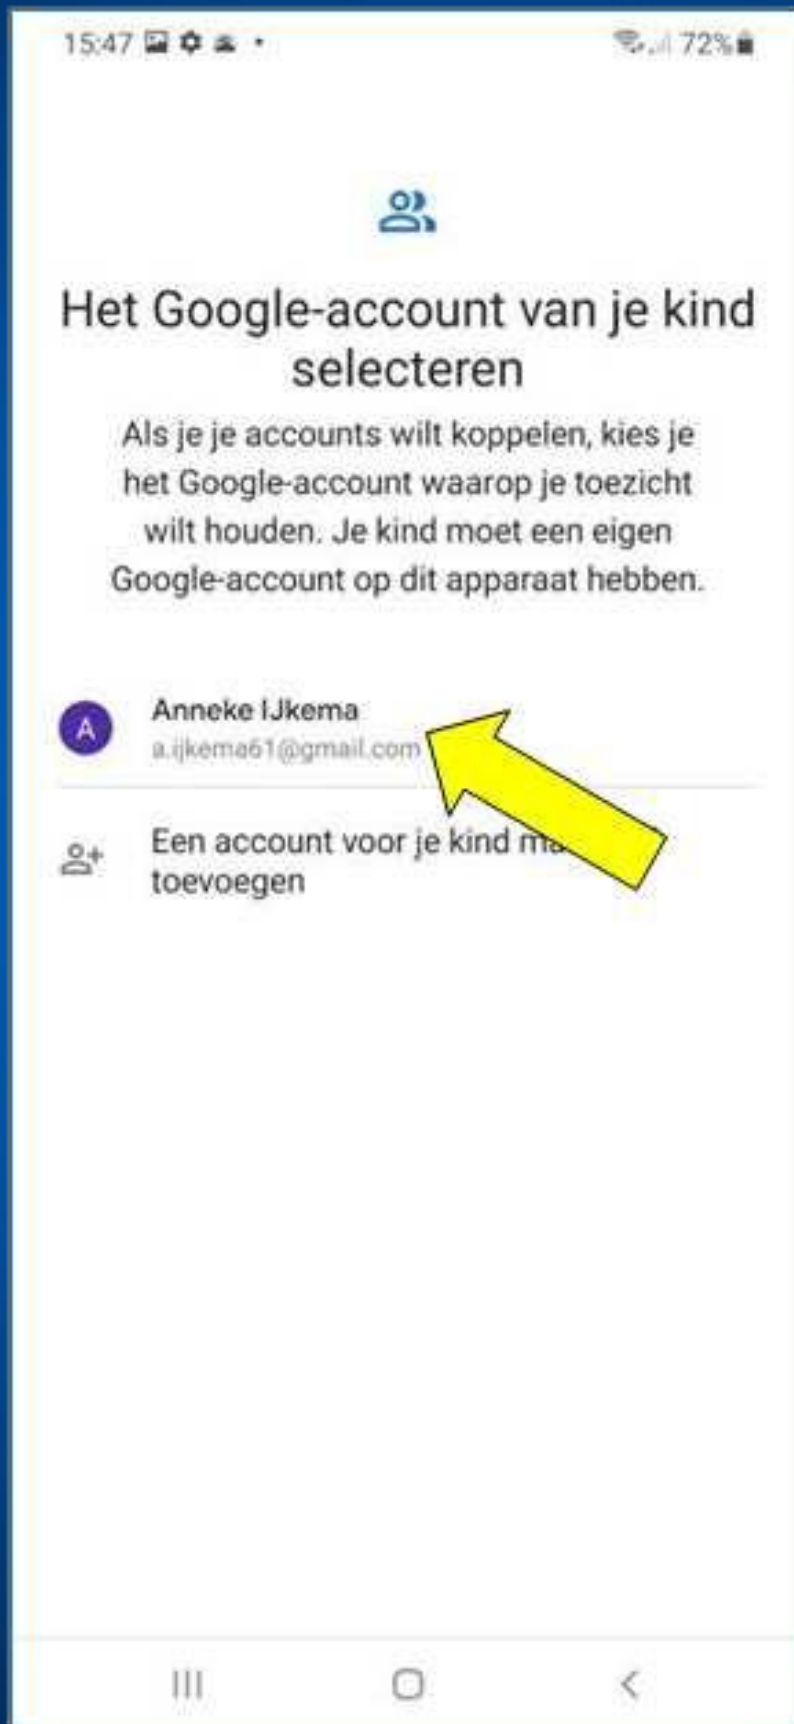 15:47
72%
Het Google-account van je kind
selecteren
Als je je accounts wilt koppelen, kies je
het Google-account waarop je toezicht
wilt houden. Je kind moet een eigen
Google-account op dit apparaat hebben.
A
Anneke IJkema
a.ijkema61@gmail.com
Een account voor je kind
toevoegen